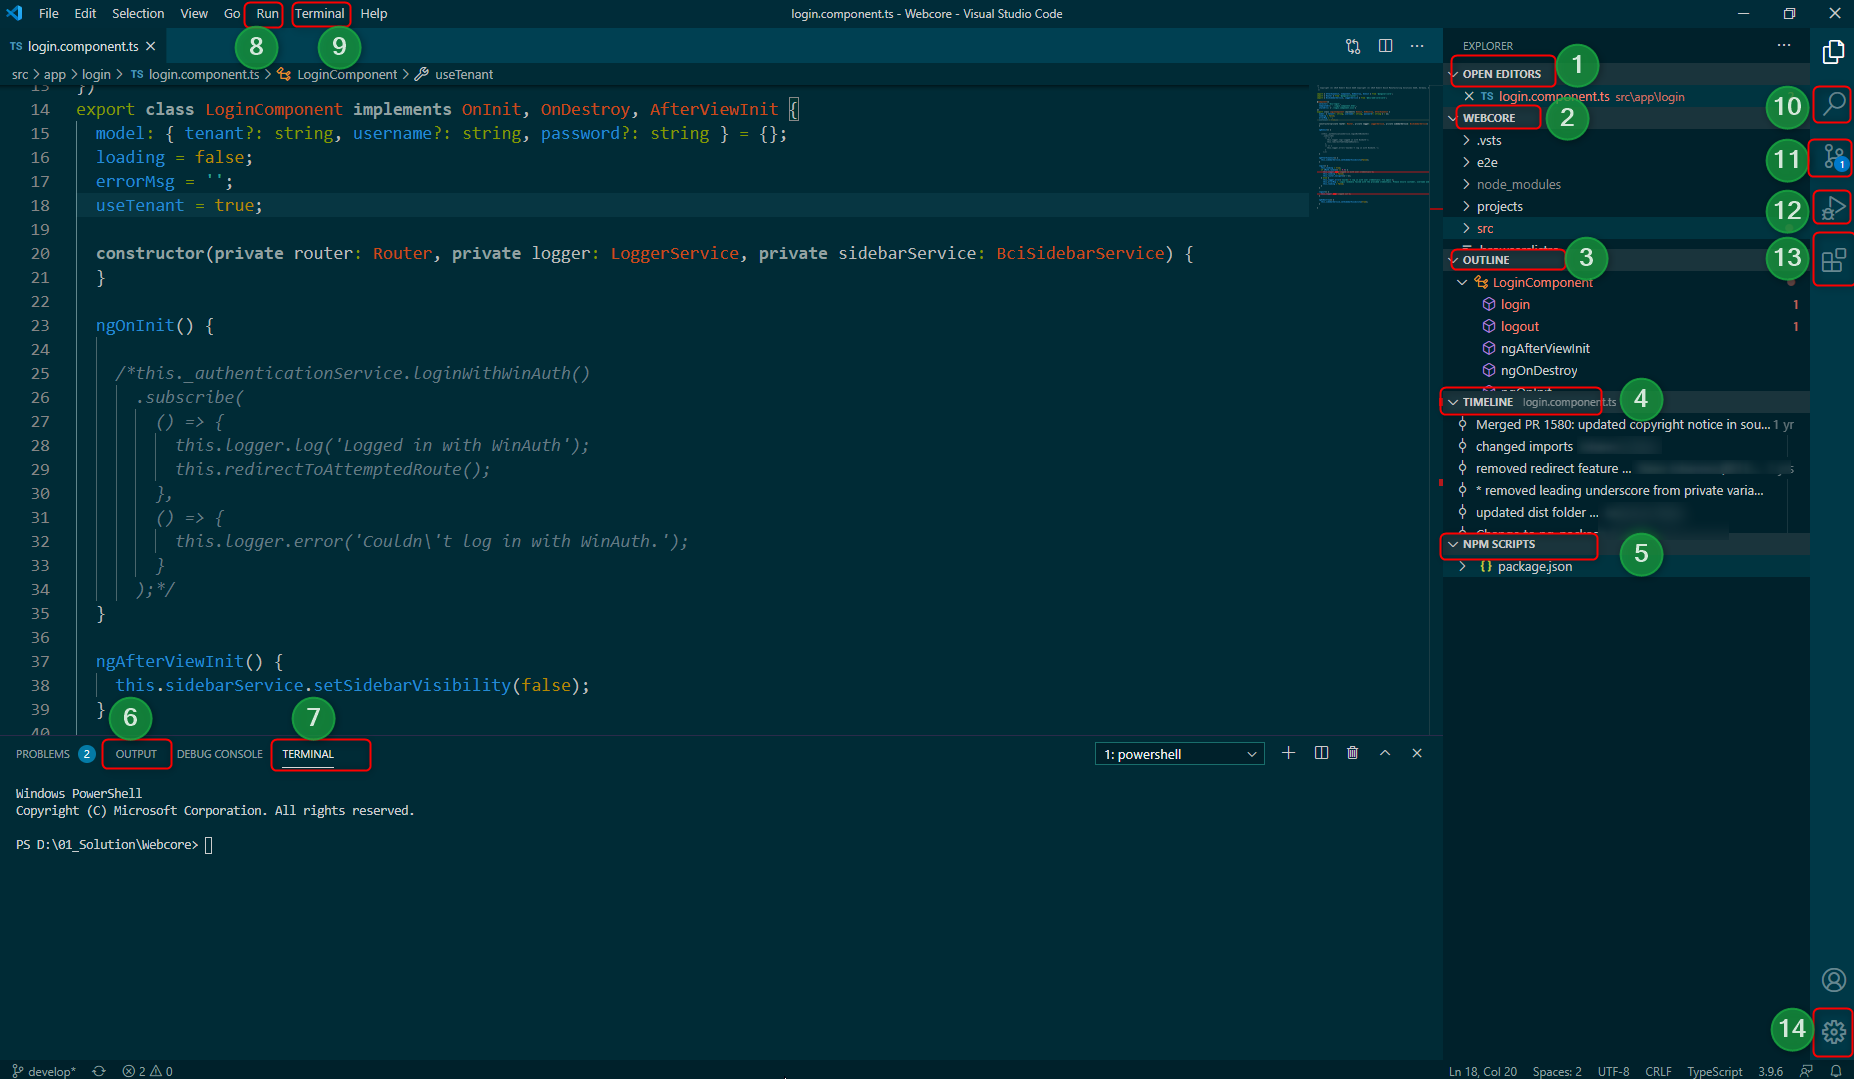 File Edit Selection View Go Run Terminal Help
login.component.ts - Webcore - Visual Studio Code
8
9
TS login.component.ts
src > app > login > TS login.component.ts > LoginComponent > useTenant
13 })
14 export class LoginComponent implements OnInit, OnDestroy, AfterViewInit {
15 model: { tenant?: string, username?: string, password?: string } = {};
16 loading = false;
17 errorMsg = '';
18 useTenant = true;
19
20 constructor(private router: Router, private logger: LoggerService, private sidebarService: BciSidebarService) {
21 }
22
23 ngOnInit() {
24
25 /*this._authenticationService.loginWithWinAuth()
26 .subscribe(
27 () => {
28 this.logger.log('Logged in with WinAuth');
29 this.redirectToAttemptedRoute();
30 },
31 () => {
32 this.logger.error('Couldn\'t log in with WinAuth.');
33 }
34 );*/
35 }
36
37 ngAfterViewInit() {
38 this.sidebarService.setSidebarVisibility(false);
39 }
40
6
7
PROBLEMS 2 OUTPUT DEBUG CONSOLE TERMINAL
1: powershell
Windows PowerShell
Copyright (C) Microsoft Corporation. All rights reserved.
PS D:\01_Solution\Webcore>
EXPLORER
OPEN EDITORS
1
TS login.component.ts src\app\login
WEBCORE
2
.vsts
e2e
node_modules
projects
src
.browserslistrc
OUTLINE
3
LoginComponent
login 1
logout 1
ngAfterViewInit
ngOnDestroy
ngOnInit
TIMELINE login.component.ts
4
Merged PR 1580: updated copyright notice in sou... 1 yr
changed imports
removed redirect feature ...
* removed leading underscore from private varia...
updated dist folder ...
NPM SCRIPTS
5
{} package.json
10
11
1
12
13
14
develop* 2 0
Ln 18, Col 20 Spaces: 2 UTF-8 CRLF TypeScript 3.9.6